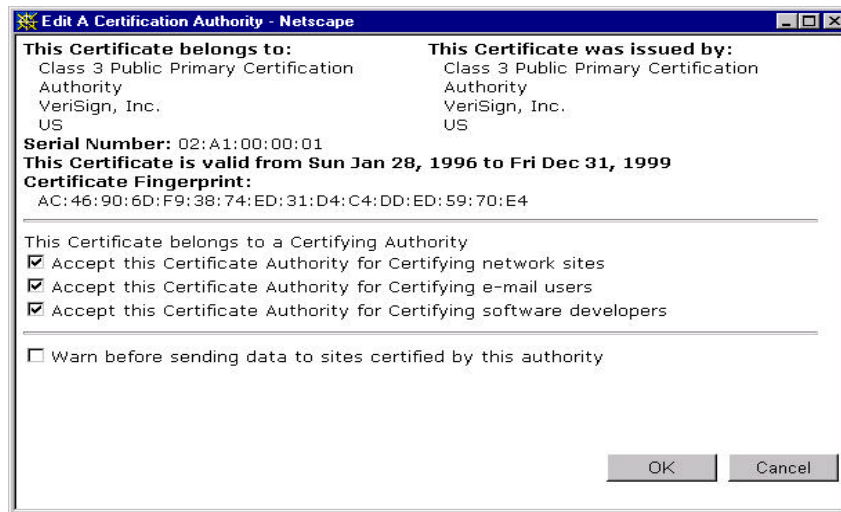 Edit A Certification Authority - Netscape
This Certificate belongs to:
Class 3 Public Primary Certification
Authority
VeriSign, Inc.
US
This Certificate was issued by:
Class 3 Public Primary Certification
Authority
VeriSign, Inc.
US
Serial Number: 02:A1:00:00:01
This Certificate is valid from Sun Jan 28, 1996 to Fri Dec 31, 1999
Certificate Fingerprint:
AC:46:90:6D:F9:38:74:ED:31:D4:C4:DD:ED:59:70:E4
This Certificate belongs to a Certifying Authority
Accept this Certificate Authority for Certifying network sites
Accept this Certificate Authority for Certifying e-mail users
Accept this Certificate Authority for Certifying software developers
Warn before sending data to sites certified by this authority
OK
Cancel